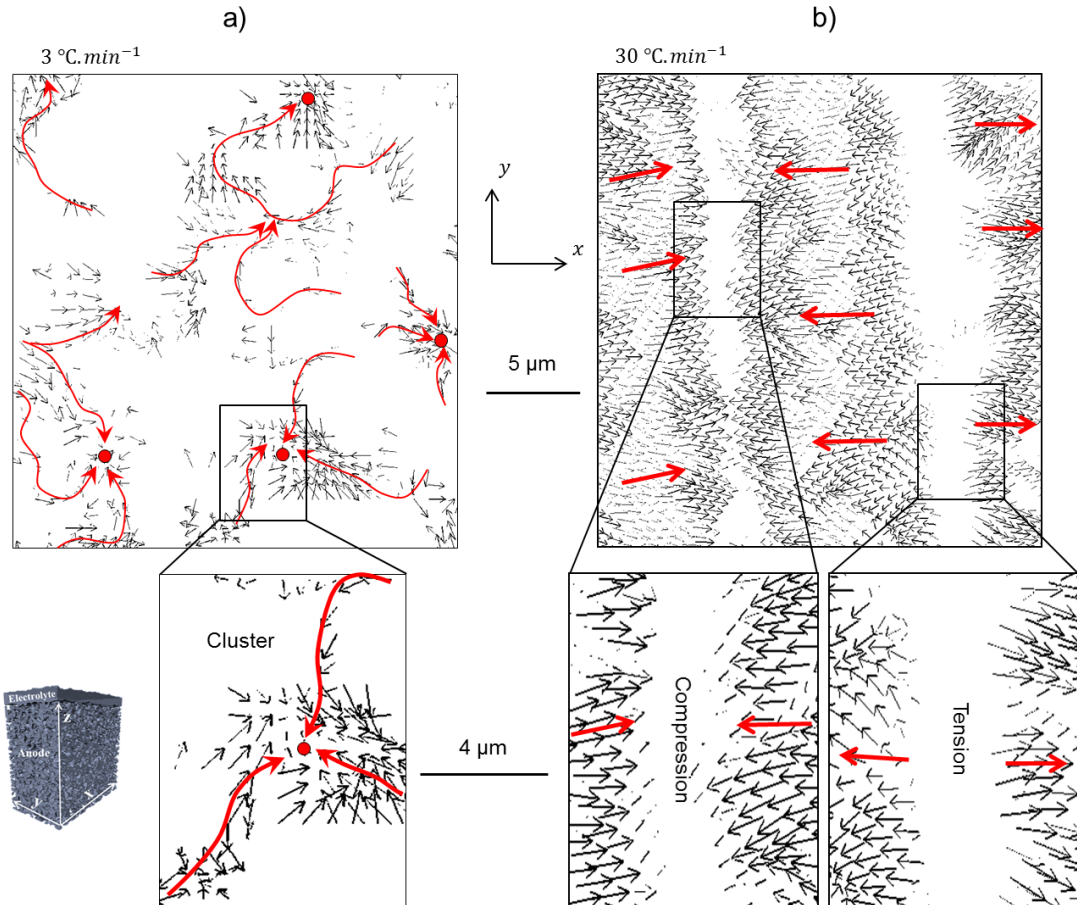 a)
b)
3 °C.min⁻¹
30 °C.min⁻¹
y
x
5 μm
Cluster
4 μm
Compression
Tension
Electrolyte
z
Anode
y
x